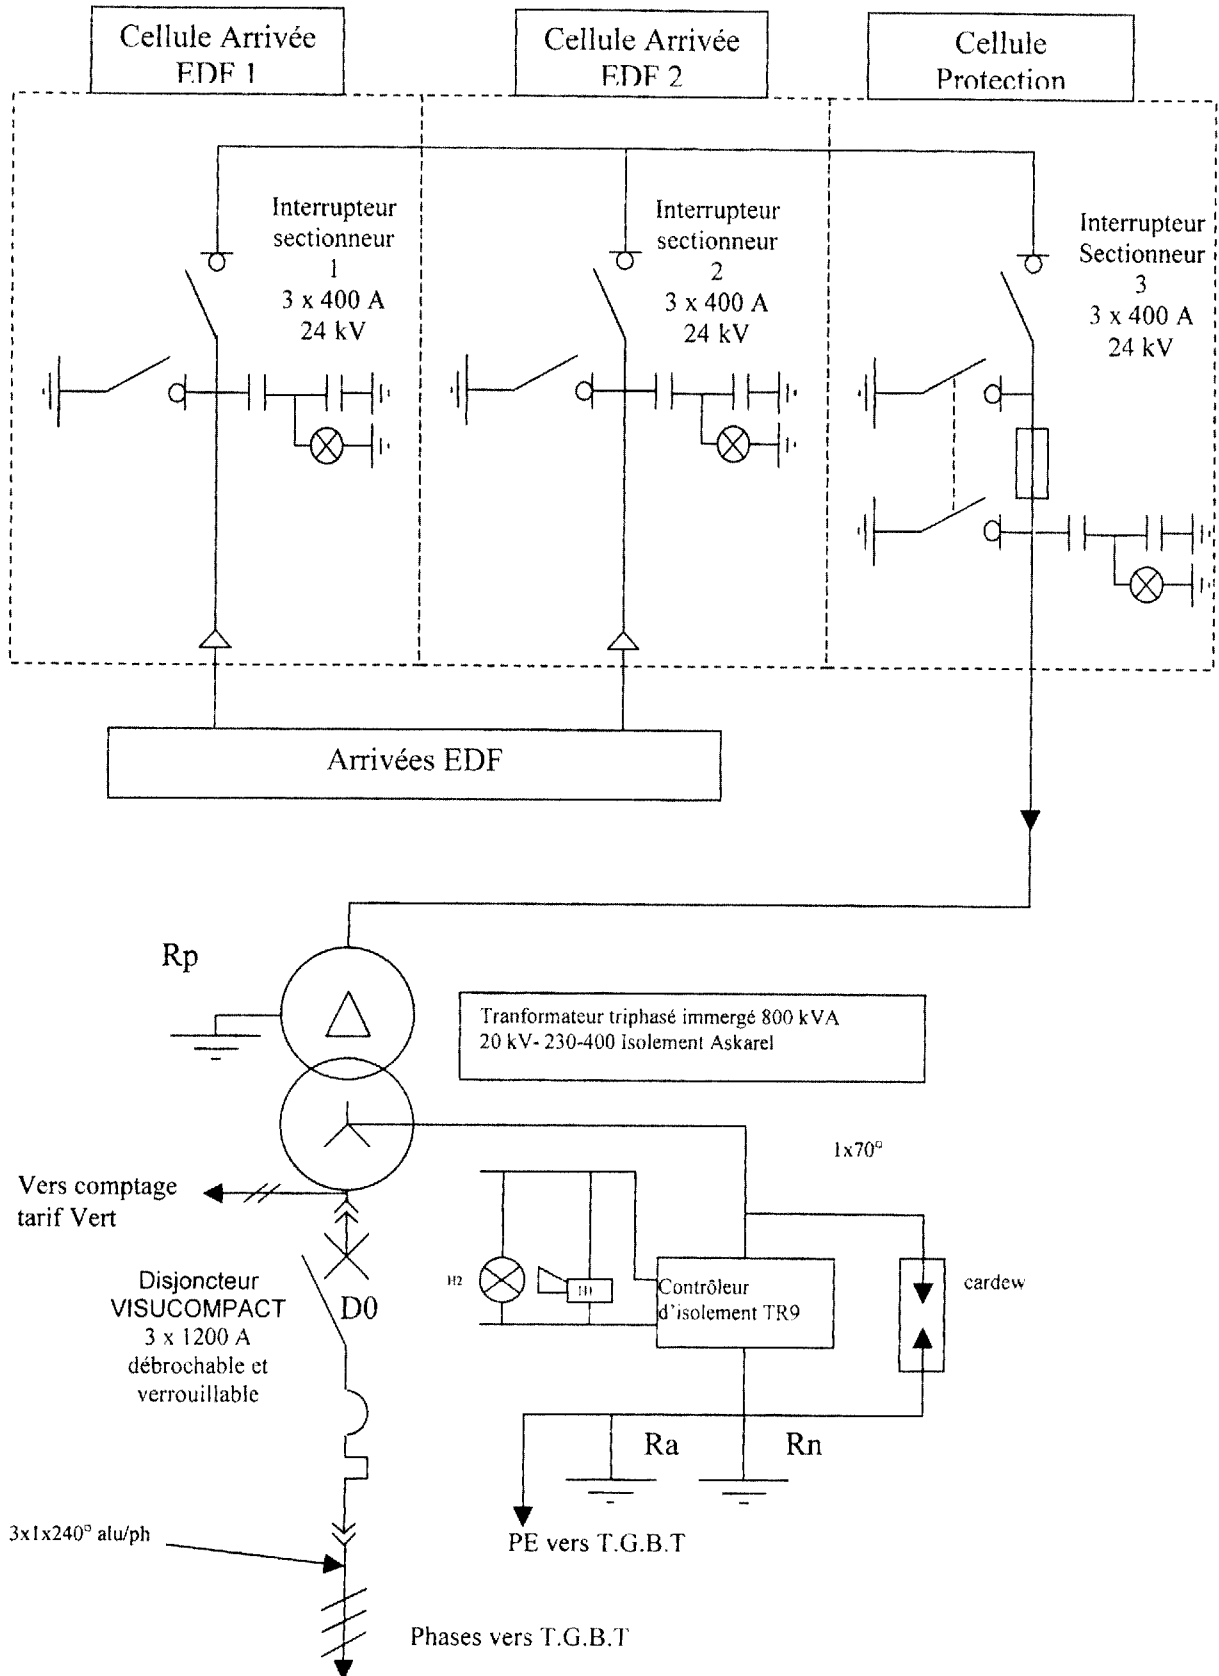 Cellule Arrivée
EDF 1
Cellule Arrivée
EDF 2
Cellule
Protection
Interrupteur
sectionneur
1
3 x 400 A
24 kV
Interrupteur
sectionneur
2
3 x 400 A
24 kV
Interrupteur
Sectionneur
3
3 x 400 A
24 kV
Arrivées EDF
Rp
Tranformateur triphasé immergé 800 kVA
20 kV- 230-400 Isolement Askarel
1x70°
Vers comptage
tarif Vert
Disjoncteur
VISUCOMPACT
3 x 1200 A
débrochable et
verrouillable
D0
H2
H1
Contrôleur
d'isolement TR9
cardew
Ra
Rn
PE vers T.G.B.T
3x1x240° alu/ph
Phases vers T.G.B.T